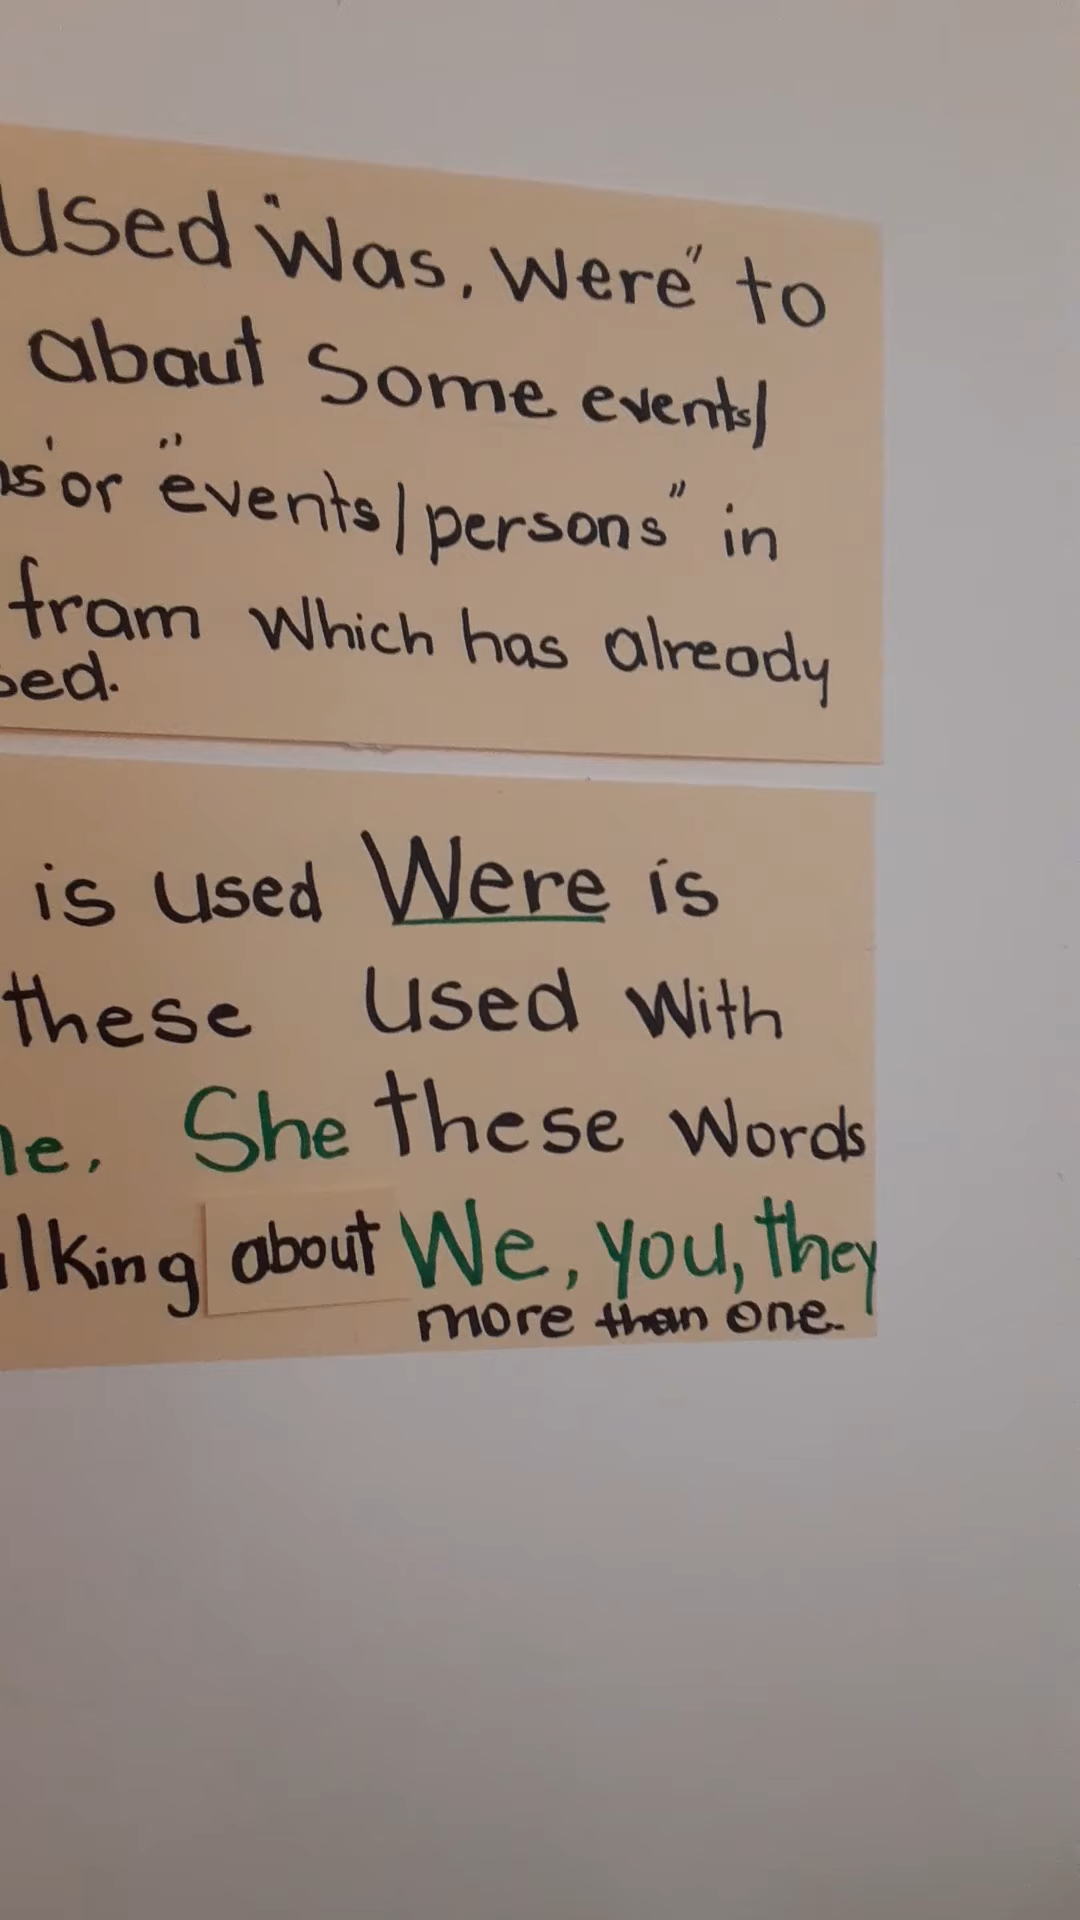 used "Was, Were" to
about Some events/
or "events/persons" in
fram Which has already
is used Were is
these used With
She these Words
about We, you, they
more than one.